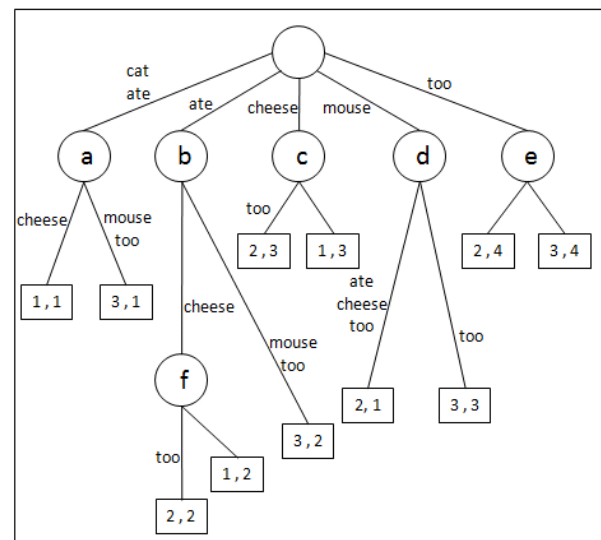 cat
ate
ate
cheese
mouse
too
a
b
c
d
e
cheese
mouse
too
too
2,3
1,3
2,4
3,4
1,1
3,1
cheese
mouse
too
ate
cheese
too
too
f
2,1
3,3
3,2
too
1,2
2,2